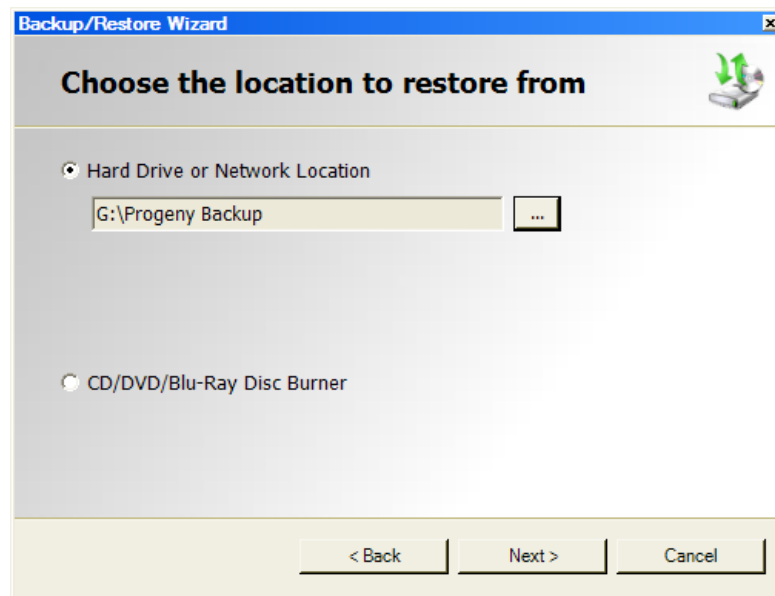 Backup/Restore Wizard
Choose the location to restore from
Hard Drive or Network Location
G:\Progeny Backup
...
CD/DVD/Blu-Ray Disc Burner
< Back
Next >
Cancel